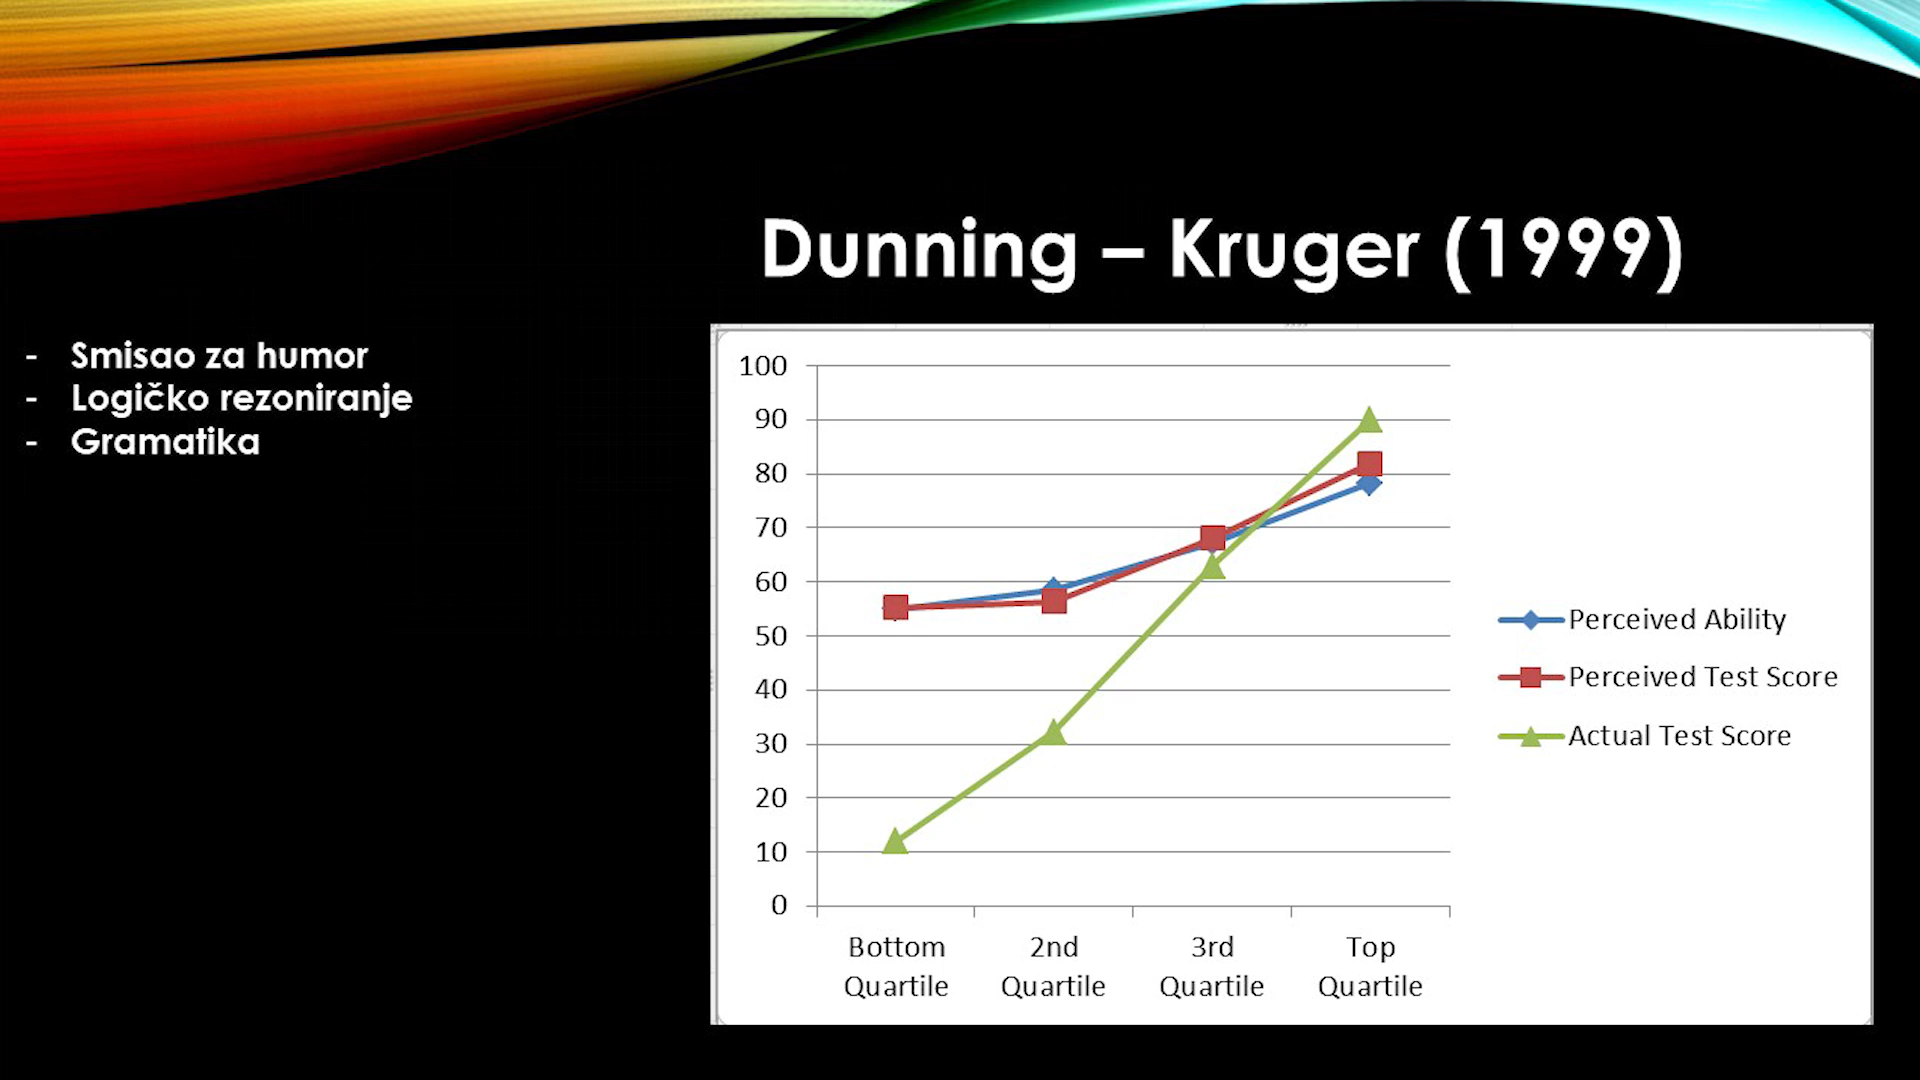 Dunning – Kruger (1999)
- Smisao za humor
- Logičko rezoniranje
- Gramatika
100
90
80
70
60
50
40
30
20
10
0
Bottom Quartile
2nd Quartile
3rd Quartile
Top Quartile
Perceived Ability
Perceived Test Score
Actual Test Score